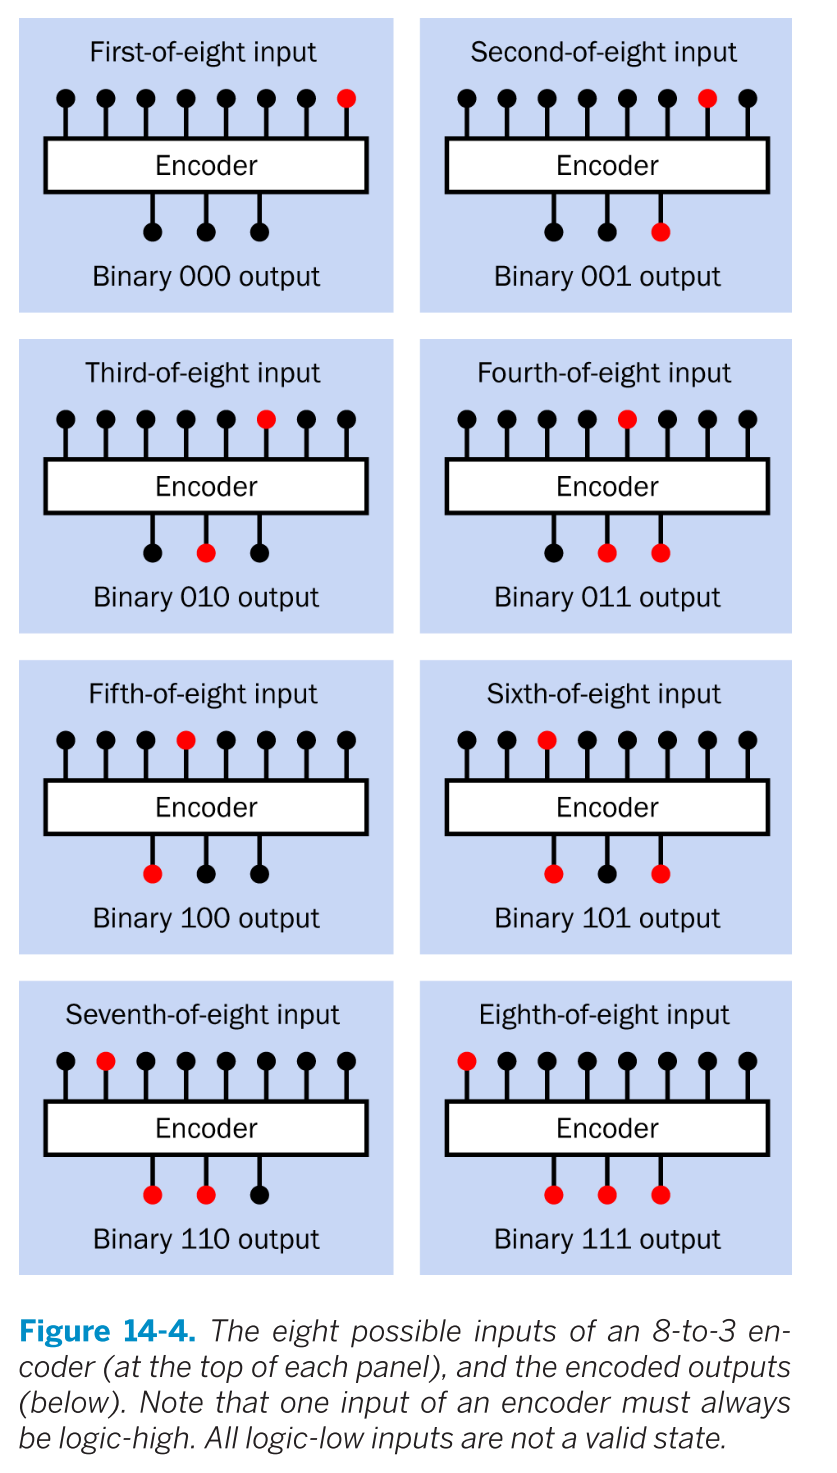 First-of-eight input
Encoder
Binary 000 output
Second-of-eight input
Encoder
Binary 001 output
Third-of-eight input
Encoder
Binary 010 output
Fourth-of-eight input
Encoder
Binary 011 output
Fifth-of-eight input
Encoder
Binary 100 output
Sixth-of-eight input
Encoder
Binary 101 output
Seventh-of-eight input
Encoder
Binary 110 output
Eighth-of-eight input
Encoder
Binary 111 output
Figure 14-4. The eight possible inputs of an 8-to-3 en-
coder (at the top of each panel), and the encoded outputs
(below). Note that one input of an encoder must always
be logic-high. All logic-low inputs are not a valid state.